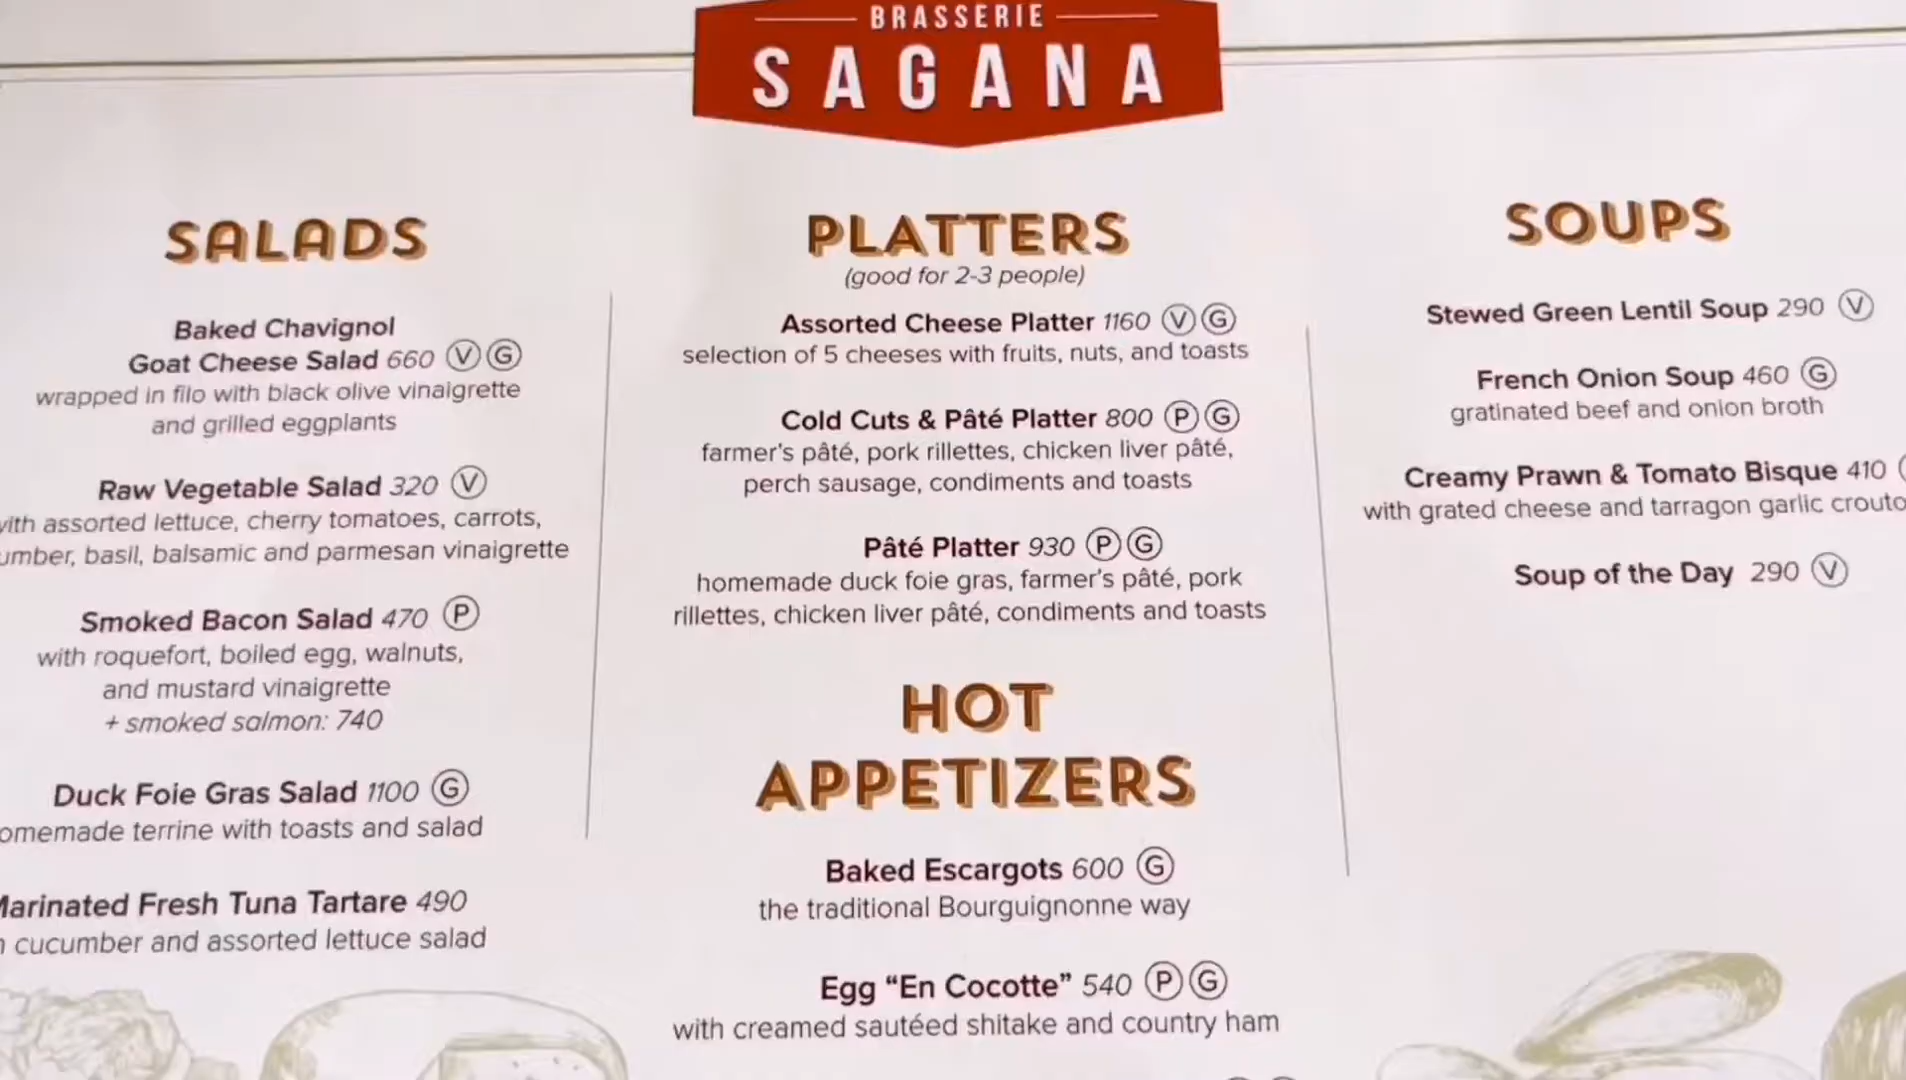 BRASSERIE
SAGANA
SALADS
Baked Chavignol
Goat Cheese Salad 660 V G
wrapped in filo with black olive vinaigrette
and grilled eggplants
Raw Vegetable Salad 320 V
assorted lettuce, cherry tomatoes, carrots,
basil, balsamic and parmesan vinaigrette
Smoked Bacon Salad 470 P
with roquefort, boiled egg, walnuts,
and mustard vinaigrette
+ smoked salmon: 740
Duck Foie Gras Salad 1100 G
terrine with toasts and salad
Fresh Tuna Tartare 490
cucumber and assorted lettuce salad
PLATTERS
(good for 2-3 people)
Assorted Cheese Platter 1160 V G
selection of 5 cheeses with fruits, nuts, and toasts
Cold Cuts & Pâté Platter 800 P G
farmer's pâté, pork rillettes, chicken liver pâté,
perch sausage, condiments and toasts
Pâté Platter 930 P G
homemade duck foie gras, farmer's pâté, pork
rillettes, chicken liver pâté, condiments and toasts
HOT
APPETIZERS
Baked Escargots 600 G
the traditional Bourguignonne way
Egg “En Cocotte” 540 P G
with creamed sautéed shitake and country ham
SOUPS
Stewed Green Lentil Soup 290 V
French Onion Soup 460 G
gratinated beef and onion broth
Creamy Prawn & Tomato Bisque 410
with grated cheese and tarragon garlic
Soup of the Day 290 V